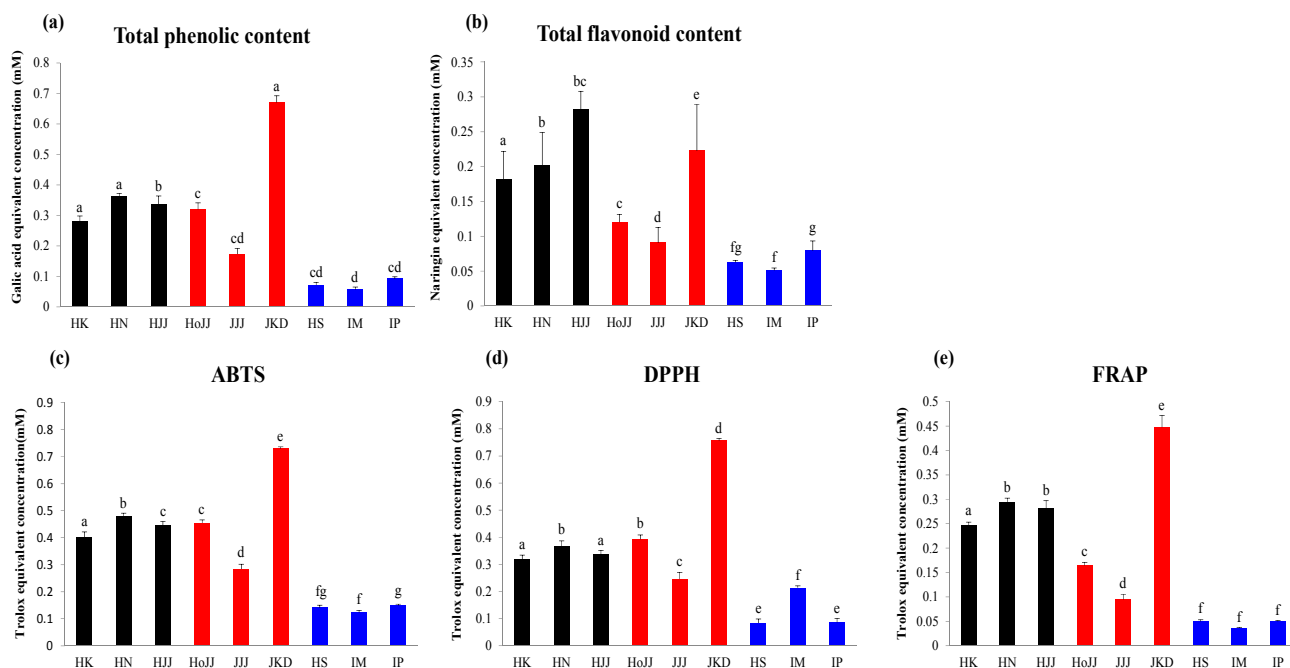 (a)
Total phenolic content
Galic acid equivalent concentration (mM)
0.8
0.7
0.6
0.5
0.4
0.3
0.2
0.1
0
a a b c cd a cd d cd
HK HN HJJ HoJJ JJJ JKD HS IM IP
(b)
Total flavonoid content
Naringin equivalent concentration (mM)
0.35
0.3
0.25
0.2
0.15
0.1
0.05
0
a b bc c d e fg f g
HK HN HJJ HoJJ JJJ JKD HS IM IP
(c)
ABTS
Trolox equivalent concentration(mM)
0.9
0.8
0.7
0.6
0.5
0.4
0.3
0.2
0.1
0
a b c c d e fg f g
HK HN HJJ HoJJ JJJ JKD HS IM IP
(d)
DPPH
Trolox equivalent concentration (mM)
0.9
0.8
0.7
0.6
0.5
0.4
0.3
0.2
0.1
0
a b a b c d e f e
HK HN HJJ HoJJ JJJ JKD HS IM IP
(e)
FRAP
Trolox equivalent concentration (mM)
0.5
0.45
0.4
0.35
0.3
0.25
0.2
0.15
0.1
0.05
0
a b b c d e f f f
HK HN HJJ HoJJ JJJ JKD HS IM IP